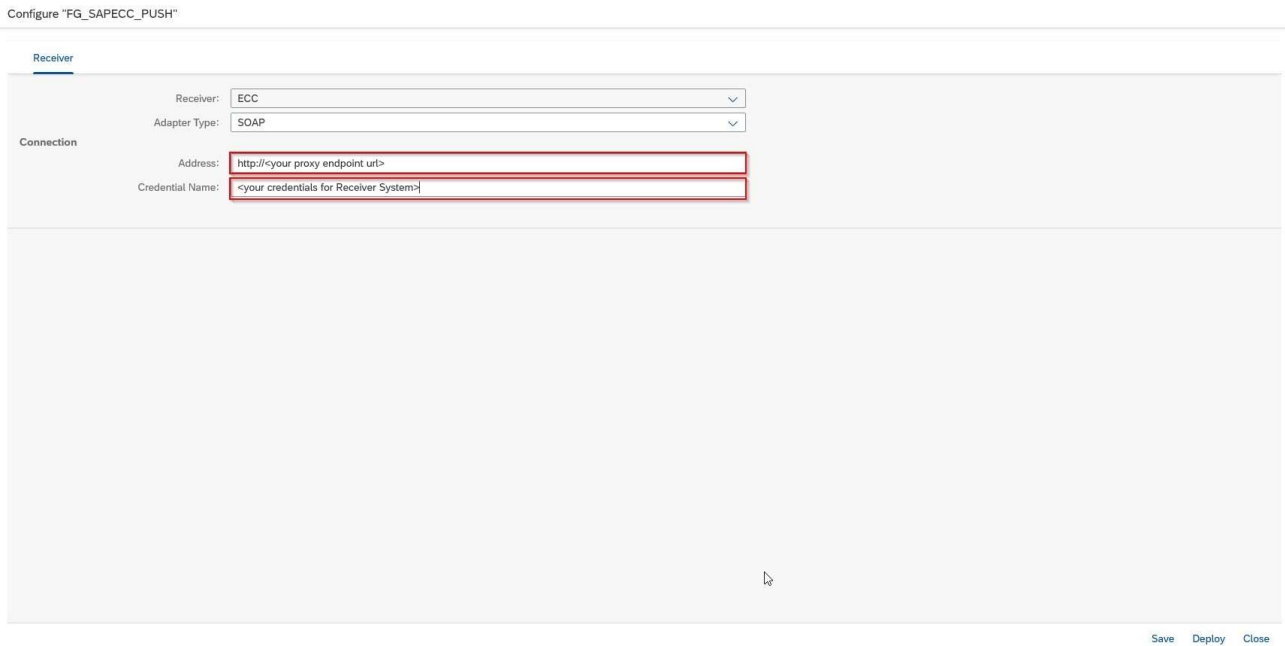 Configure "FG_SAPECC_PUSH"
Receiver
Receiver: ECC
Adapter Type: SOAP
Connection
Address: http://<your proxy endpoint url>
Credential Name: <your credentials for Receiver System>
Save Deploy Close